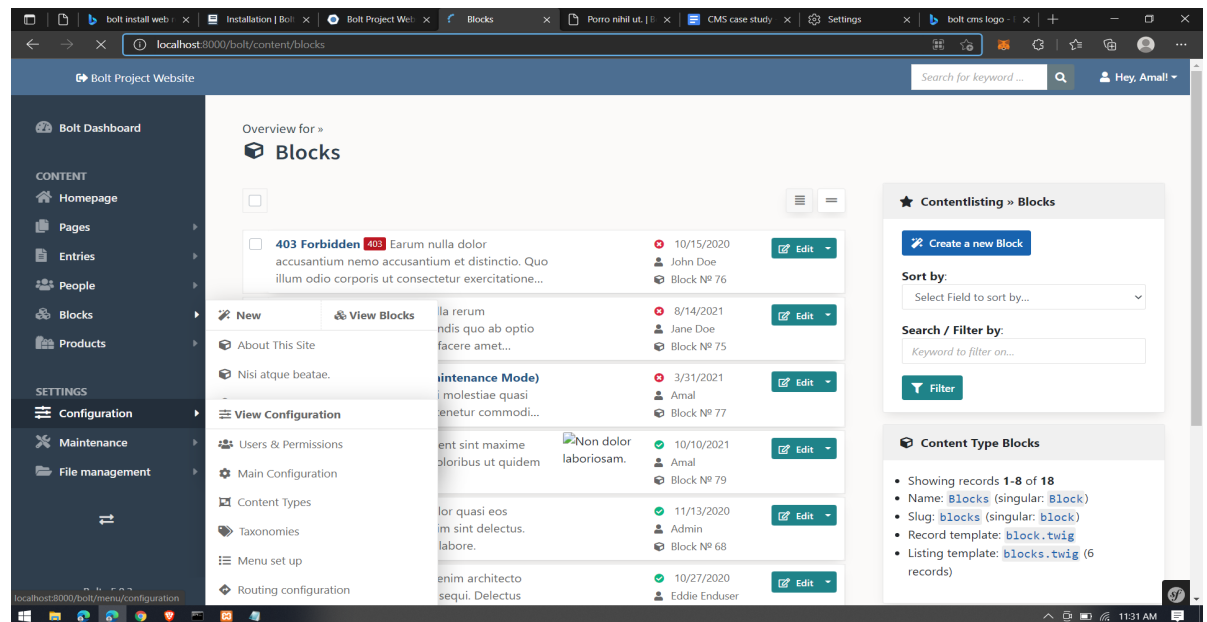 bolt install web r
Installation | Bolt
Bolt Project Web
Blocks
Porro nihil ut. | B
CMS case study
Settings
bolt cms logo - 
localhost:8000/bolt/content/blocks
Bolt Project Website
Search for keyword ...
Hey, Amal!
Bolt Dashboard
CONTENT
Homepage
Pages
Entries
People
Blocks
Products
SETTINGS
Configuration
Maintenance
File management
localhost:8000/bolt/menu/configuration
New
View Blocks
About This Site
Nisi atque beatae.
View Configuration
Users & Permissions
Main Configuration
Content Types
Taxonomies
Menu set up
Routing configuration
Overview for »
Blocks
403 Forbidden 403 Earum nulla dolor
accusantium nemo accusantium et distinctio. Quo
illum odio corporis ut consectetur exercitatione...
10/15/2020
John Doe
Block № 76
Edit
la rerum
ndis quo ab optio
facere amet...
8/14/2021
Jane Doe
Block № 75
Edit
intenance Mode)
i molestiae quasi
tenetur commodi...
3/31/2021
Amal
Block № 77
Edit
ent sint maxime
oloribus ut quidem
Non dolor
laboriosam.
10/10/2021
Amal
Block № 79
Edit
lor quasi eos
im sint delectus.
labore.
11/13/2020
Admin
Block № 68
Edit
enim architecto
sequi. Delectus
10/27/2020
Eddie Enduser
Edit
Contentlisting » Blocks
Create a new Block
Sort by:
Select Field to sort by...
Search / Filter by:
Keyword to filter on...
Filter
Content Type Blocks
Showing records 1-8 of 18
Name: Blocks (singular: Block)
Slug: blocks (singular: block)
Record template: block.twig
Listing template: blocks.twig (6
records)
sf
11:31 AM